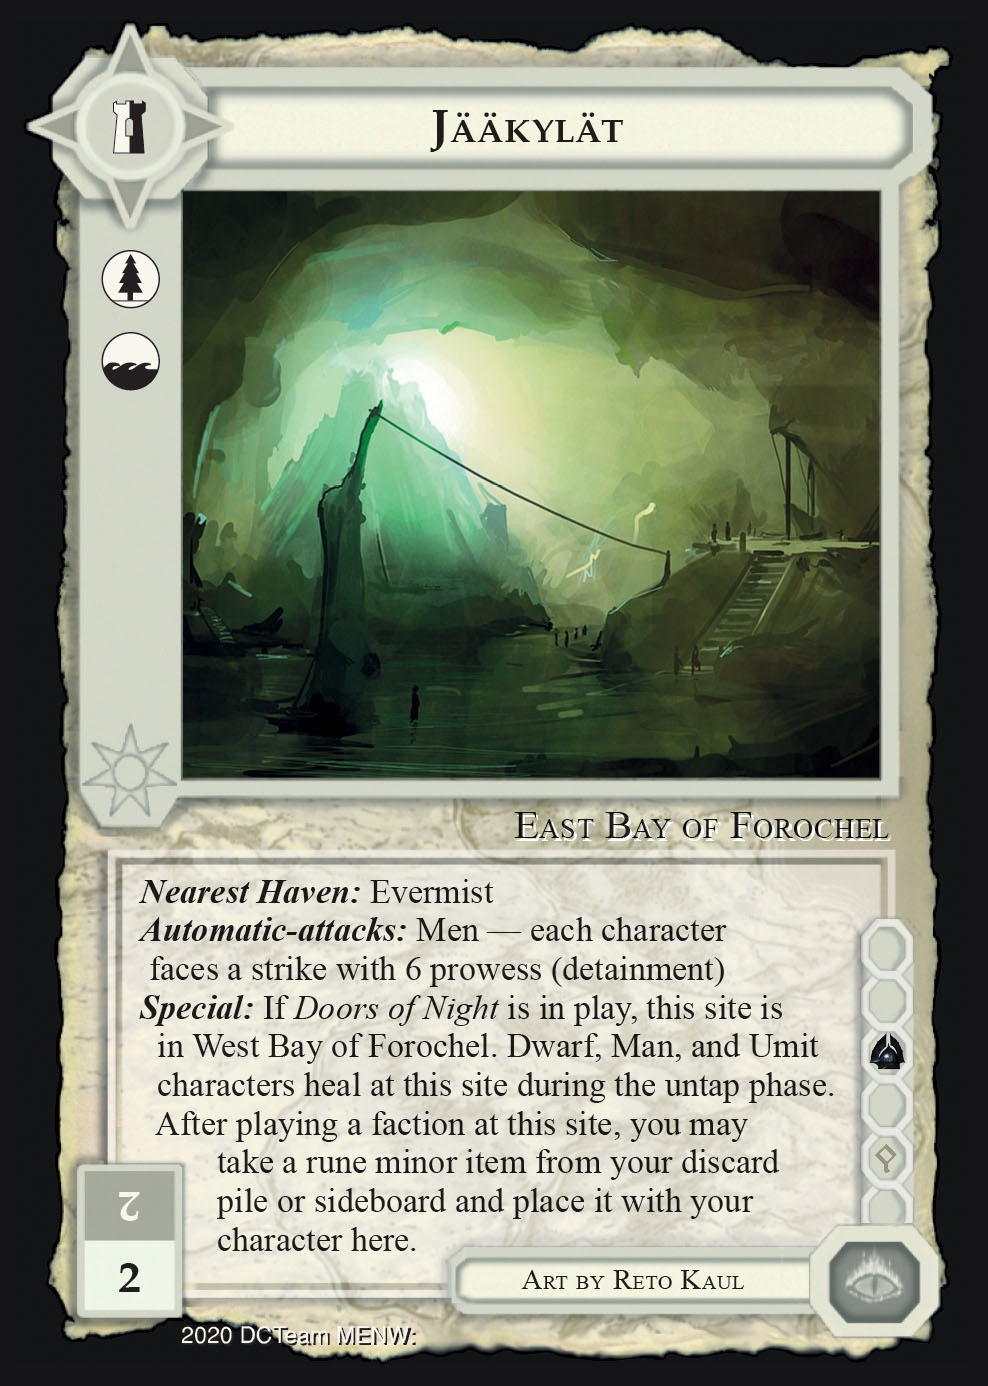 Jääkylät
East Bay of Forochel
Nearest Haven: Evermist
Automatic-attacks: Men — each character
faces a strike with 6 prowess (detainment)
Special: If Doors of Night is in play, this site is
in West Bay of Forochel. Dwarf, Man, and Umit
characters heal at this site during the untap phase.
After playing a faction at this site, you may
take a rune minor item from your discard
pile or sideboard and place it with your
character here.
2
2
Art by Reto Kaul
2020 DCTeam MENW: